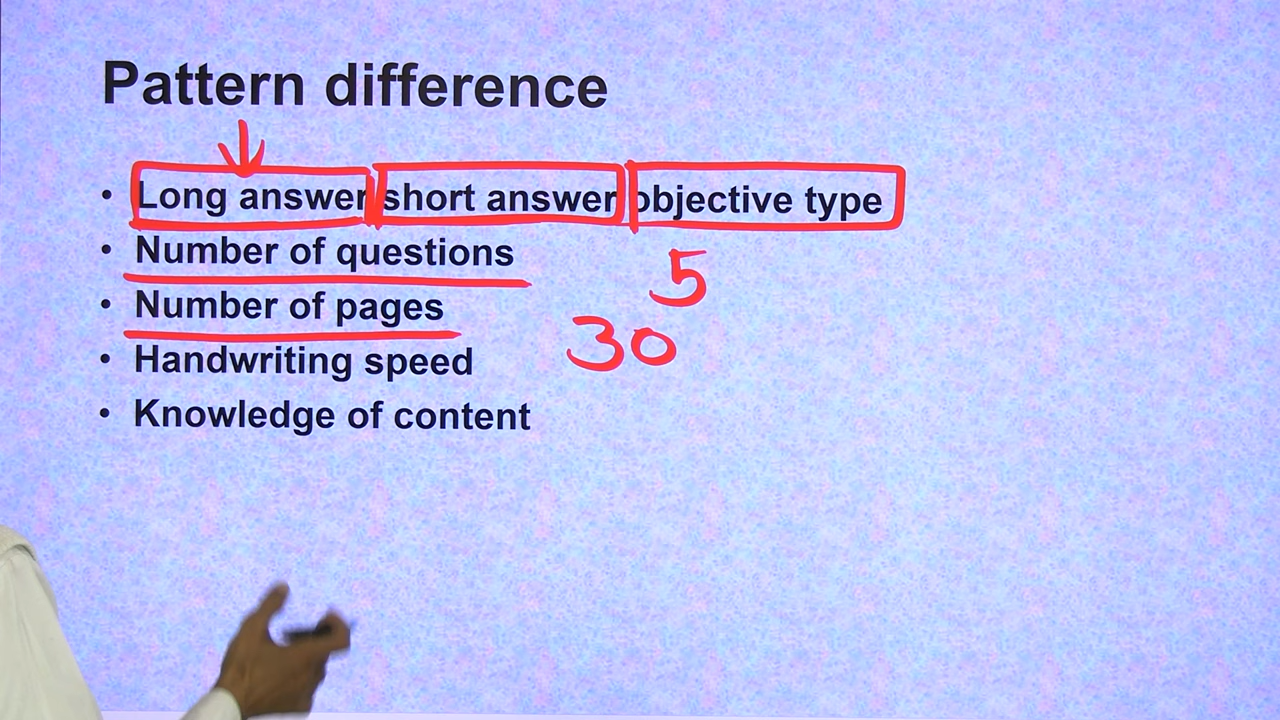 Pattern difference
• Long answer short answer objective type
• Number of questions
5
• Number of pages
30
• Handwriting speed
• Knowledge of content